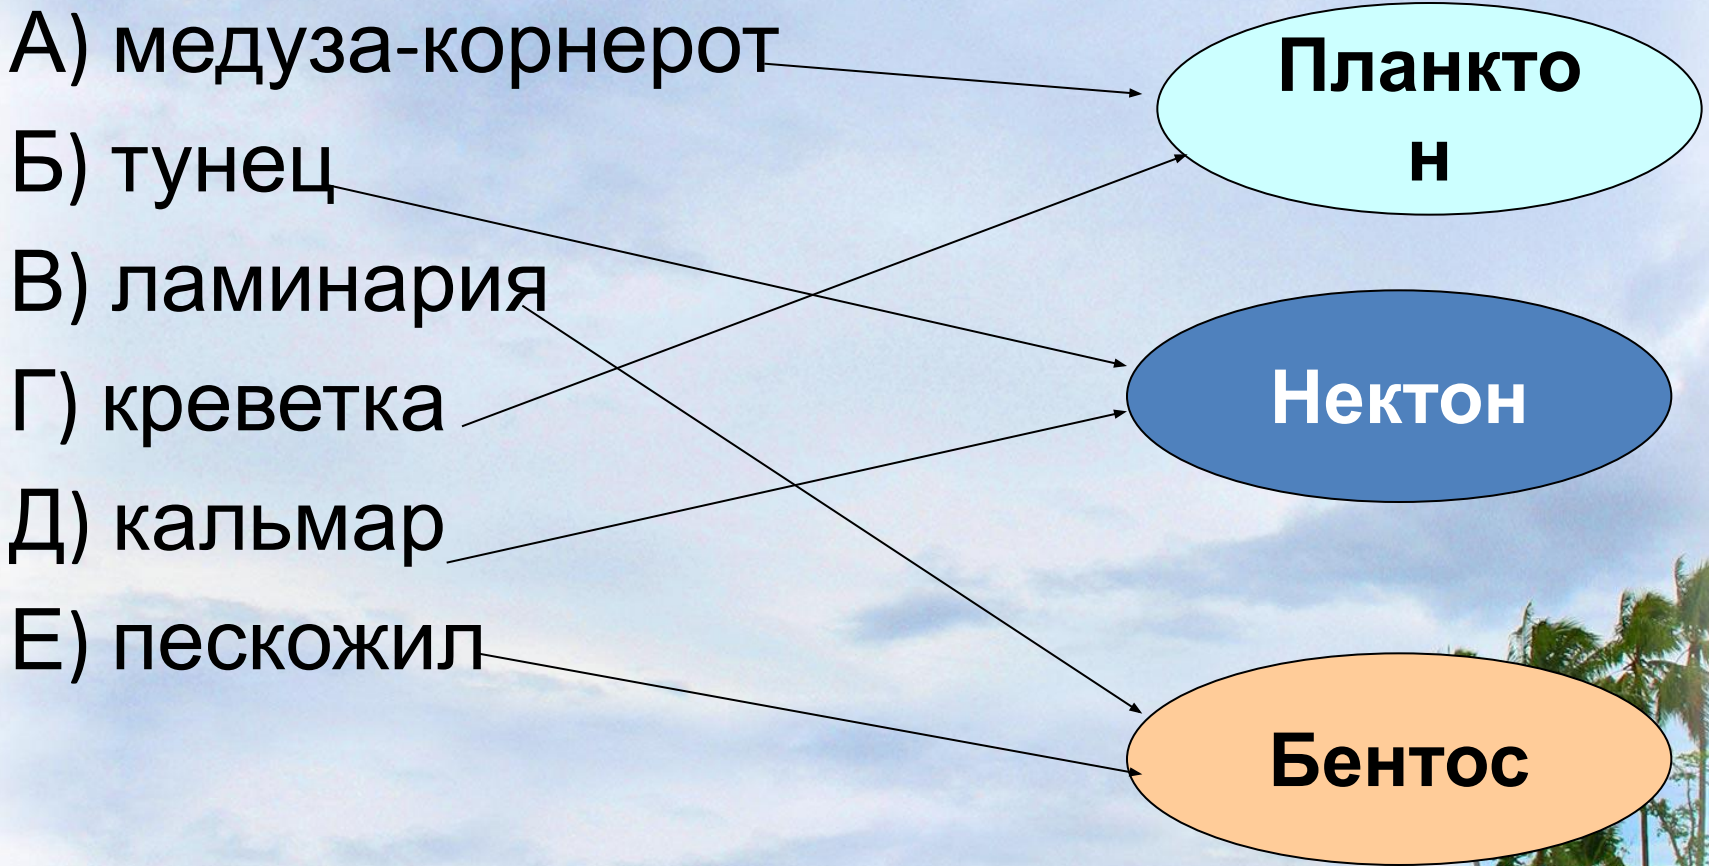 А) медуза-корнерот
Б) тунец
В) ламинария
Г) креветка
Д) кальмар
Е) пескожил
Планкто
н
Нектон
Бентос